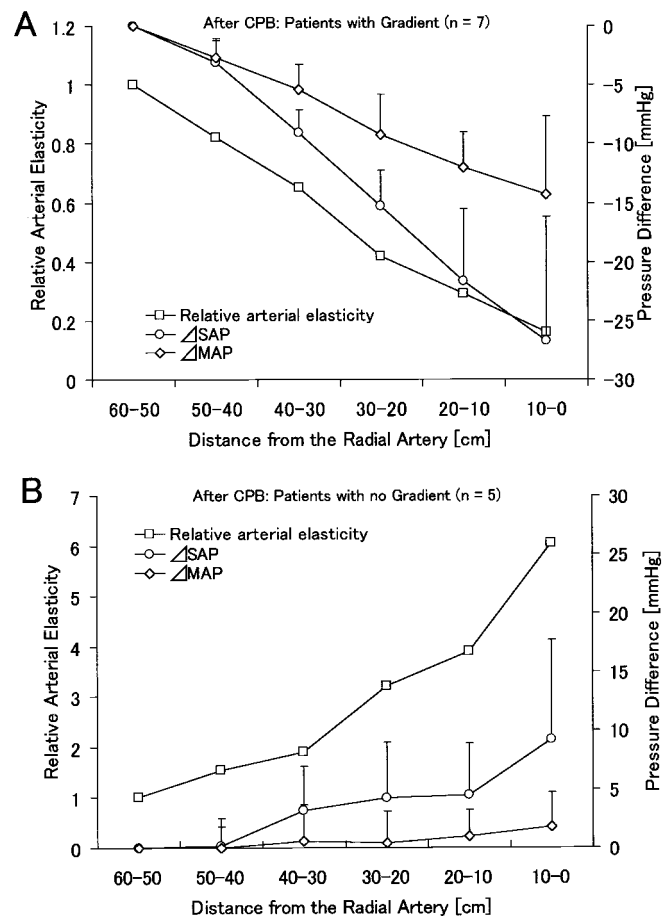 A
After CPB: Patients with Gradient (n = 7)
Relative Arterial Elasticity
1.2
1
0.8
0.6
0.4
0.2
0
0
-5
-10
-15
-20
-25
-30
Pressure Difference [mmHg]
Relative arterial elasticity
⊿SAP
⊿MAP
60-50 50-40 40-30 30-20 20-10 10-0
Distance from the Radial Artery [cm]
B
After CPB: Patients with no Gradient (n = 5)
Relative Arterial Elasticity
7
6
5
4
3
2
1
0
30
25
20
15
10
5
0
Pressure Difference [mmHg]
Relative arterial elasticity
⊿SAP
⊿MAP
60-50 50-40 40-30 30-20 20-10 10-0
Distance from the Radial Artery [cm]